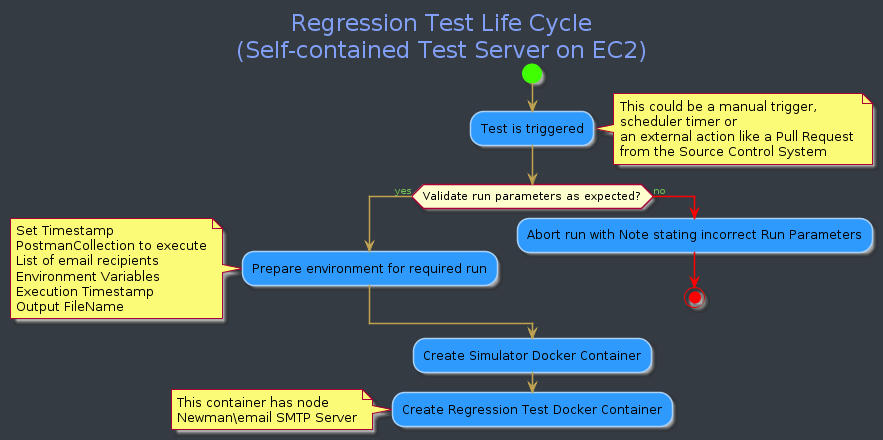 Regression Test Life Cycle
(Self-contained Test Server on EC2)
Test is triggered
This could be a manual trigger,
scheduler timer or
an external action like a Pull Request
from the Source Control System
yes
Validate run parameters as expected?
no
Abort run with Note stating incorrect Run Parameters
Set Timestamp
PostmanCollection to execute
List of email recipients
Environment Variables
Execution Timestamp
Output FileName
Prepare environment for required run
Create Simulator Docker Container
This container has node
Newman\email SMTP Server
Create Regression Test Docker Container